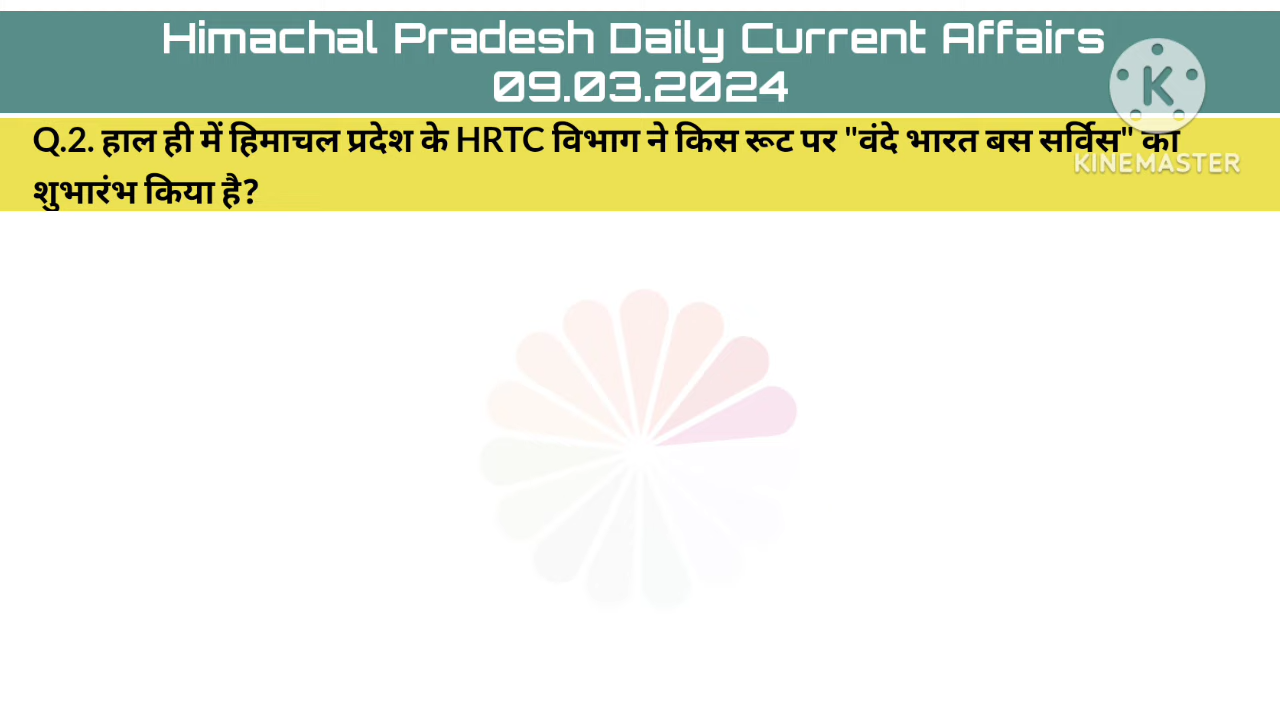 Himachal Pradesh Daily Current Affairs
09.03.2024
K
Q.2. हाल ही में हिमाचल प्रदेश के HRTC विभाग ने किस रूट पर "वंदे भारत बस सर्विस" का
KINEMASTER
शुभारंभ किया है?